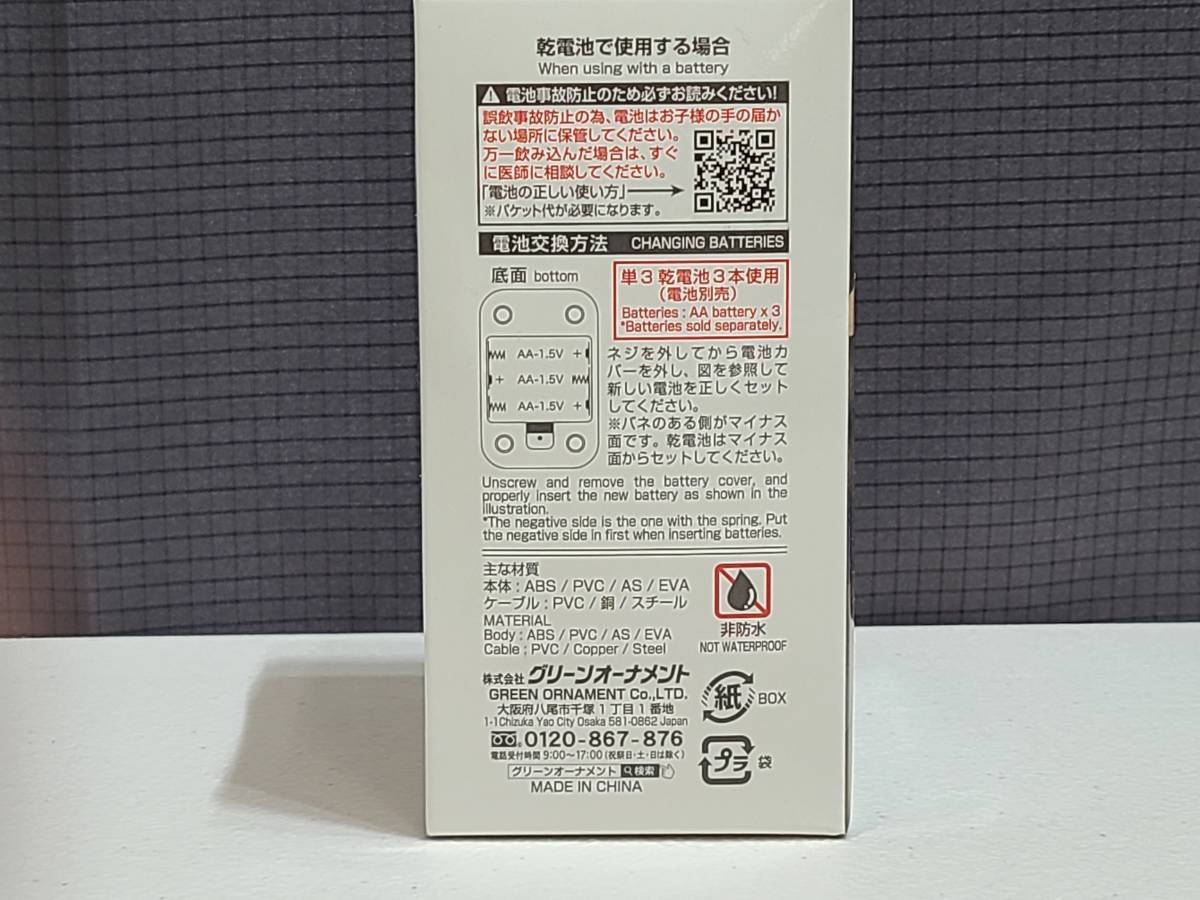 乾電池で使用する場合
When using with a battery
電池事故防止のため必ずお読みください!
誤飲事故防止の為、電池はお子様の手の届か
ない場所に保管してください。
万一飲み込んだ場合は、すぐ
に医師に相談してください。
「電池の正しい使い方」
※パケット代が必要になります。
電池交換方法 CHANGING BATTERIES
底面 bottom
AA-1.5V +
+ AA-1.5V
AA-1.5V +
単3乾電池3本使用
(電池別売)
Batteries : AA battery x 3
*Batteries sold separately.
ネジを外してから電池カ
バーを外し、図を参照して
新しい電池を正しくセット
してください。
※バネのある側がマイナス
面です。乾電池はマイナス
面からセットしてください。
Unscrew and remove the battery cover, and
properly insert the new battery as shown in the
illustration.
*The negative side is the one with the spring. Put
the negative side in first when inserting batteries.
主な材質
本体 : ABS / PVC / AS / EVA
ケーブル : PVC / 銅 / スチール
MATERIAL
Body : ABS / PVC / AS / EVA
Cable : PVC / Copper / Steel
非防水
NOT WATERPROOF
株式会社 グリーンオーナメント
GREEN ORNAMENT Co.,LTD.
大阪府八尾市千塚1丁目1番地
1-1Chizuka Yao City Osaka 581-0862 Japan
0120-867-876
電話受付時間 9:00〜17:00 (祝祭日・土・日は除く)
グリーンオーナメント 検索
MADE IN CHINA
紙 BOX
プラ 袋